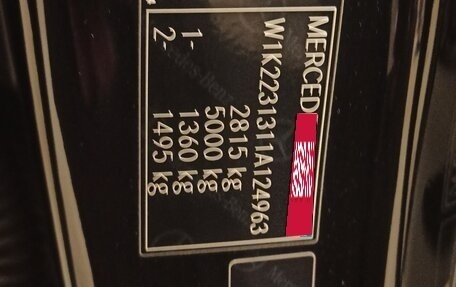 MERCED
W1K2231311A124963
2815 kg
5000 kg
1- 1360 kg
2- 1495 kg